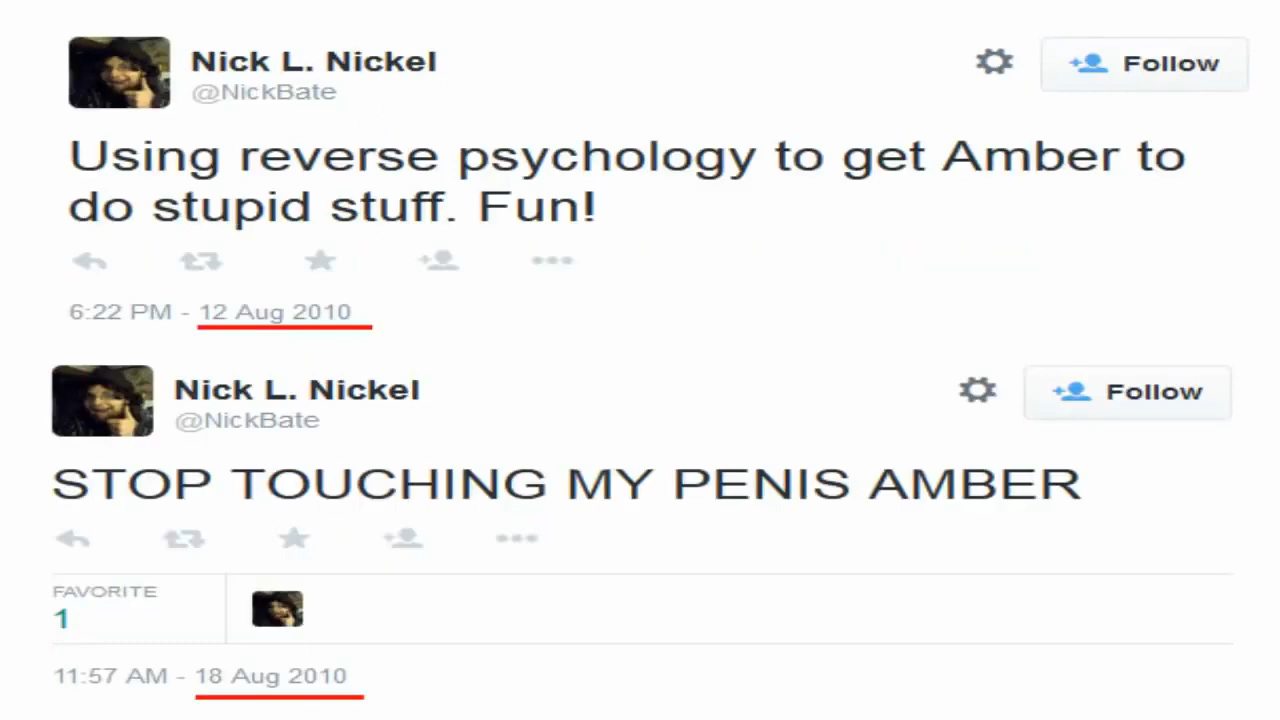 Nick L. Nickel
@NickBate
Follow
Using reverse psychology to get Amber to
do stupid stuff. Fun!
6:22 PM - 12 Aug 2010
Nick L. Nickel
@NickBate
Follow
STOP TOUCHING MY PENIS AMBER
FAVORITE
1
11:57 AM - 18 Aug 2010